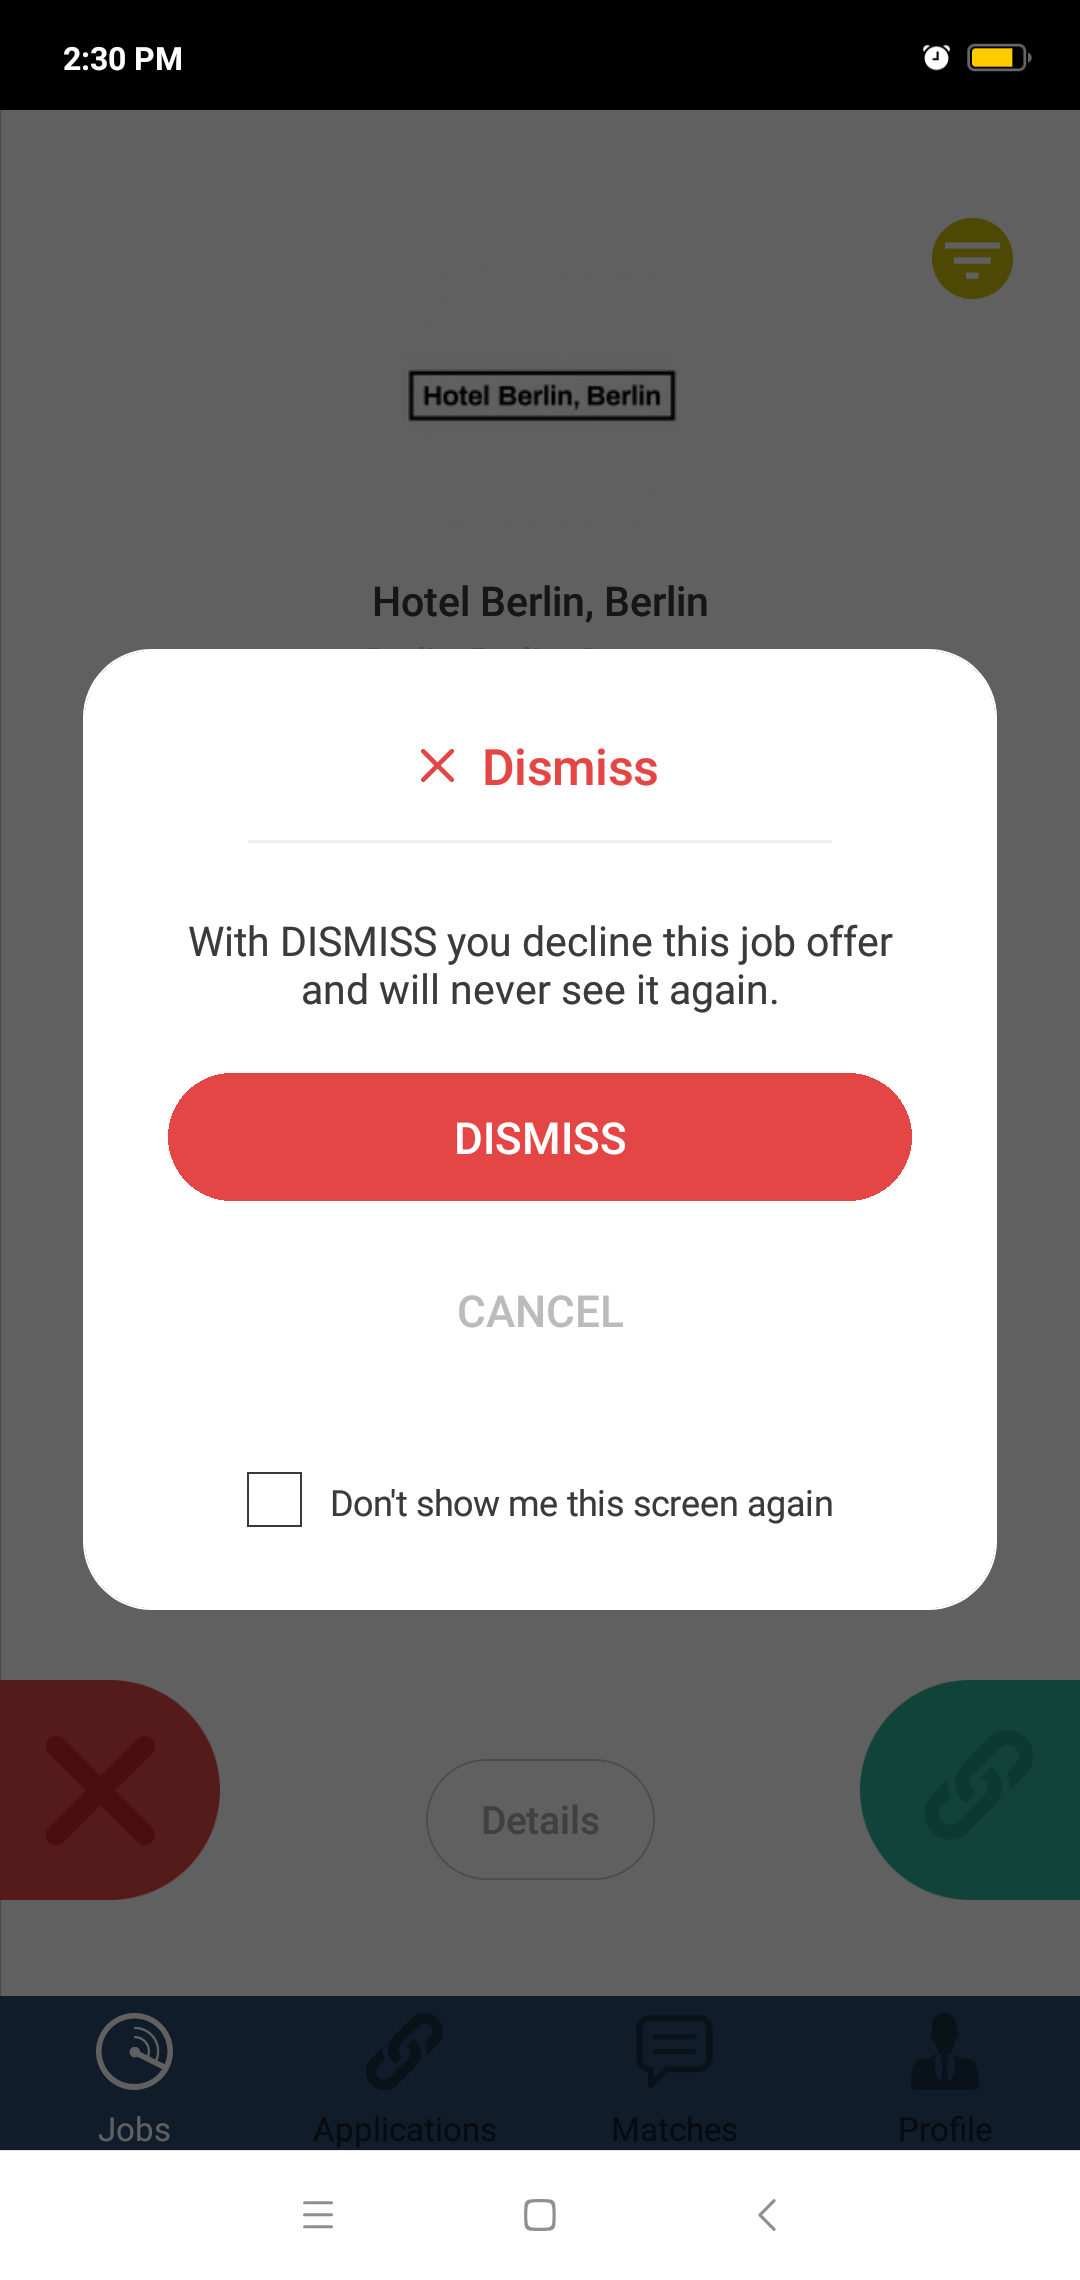 2:30 PM
Hotel Berlin, Berlin
Hotel Berlin, Berlin
Dismiss
With DISMISS you decline this job offer
and will never see it again.
DISMISS
CANCEL
Don't show me this screen again
Details
Jobs
Applications
Matches
Profile